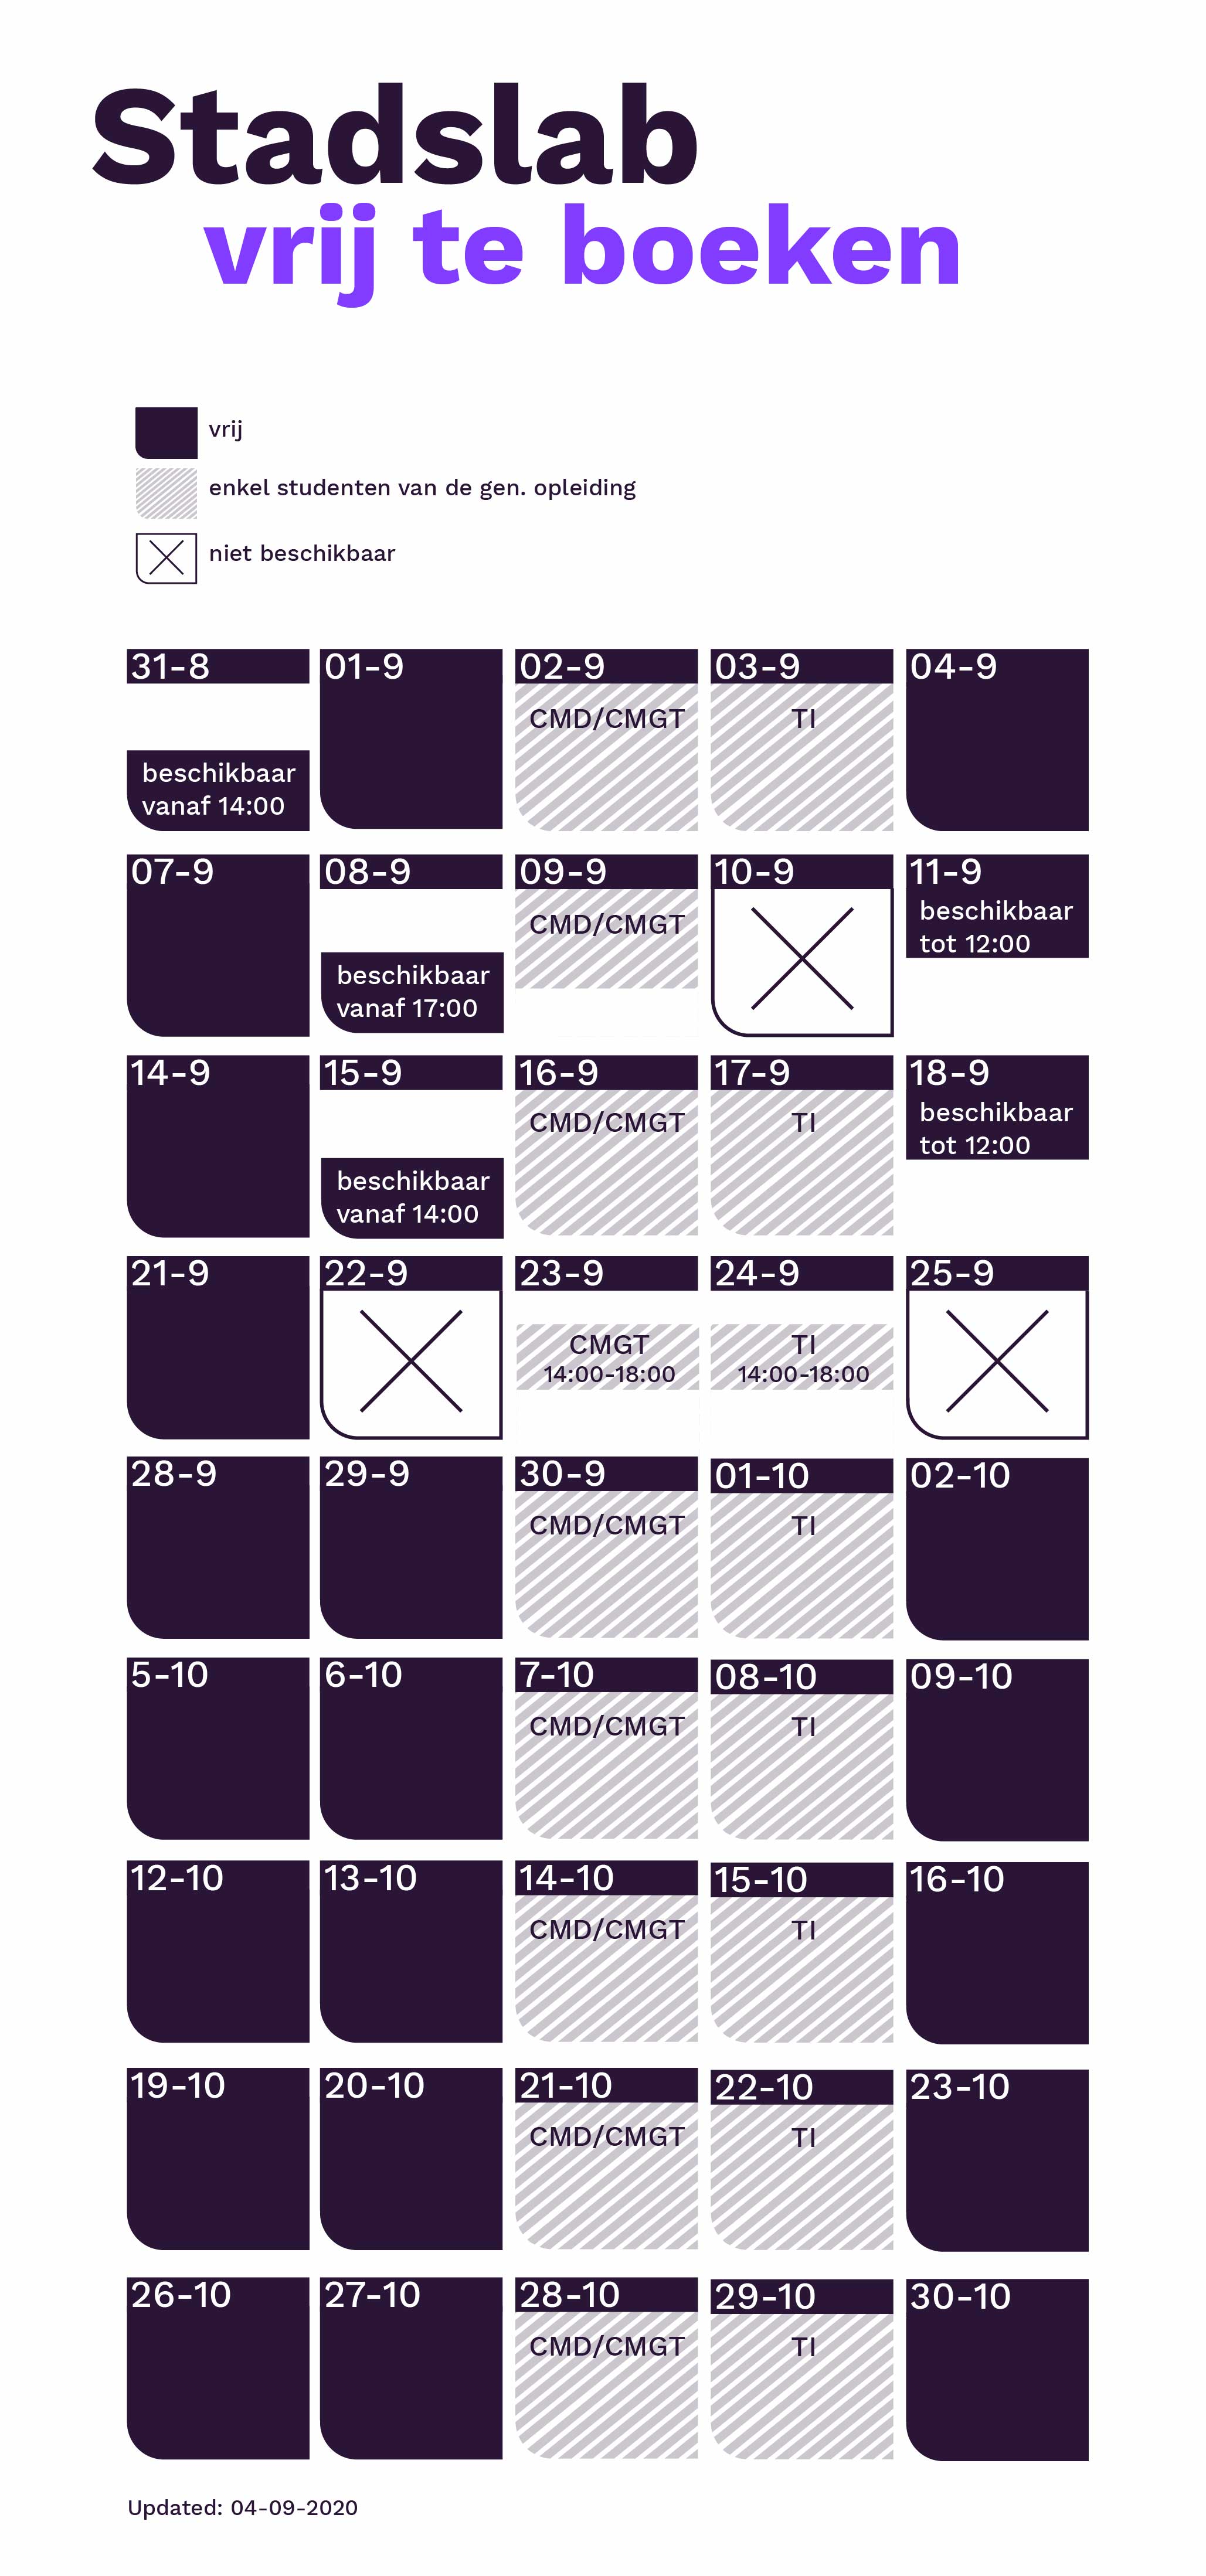 Stadslab
vrij te boeken
vrij
enkel studenten van de gen. opleiding
niet beschikbaar
31-8
beschikbaar
vanaf 14:00
01-9
02-9
CMD/CMGT
03-9
TI
04-9
07-9
08-9
beschikbaar
vanaf 17:00
09-9
CMD/CMGT
10-9
11-9
beschikbaar
tot 12:00
14-9
15-9
beschikbaar
vanaf 14:00
16-9
CMD/CMGT
17-9
TI
18-9
beschikbaar
tot 12:00
21-9
22-9
23-9
CMGT
14:00-18:00
24-9
TI
14:00-18:00
25-9
28-9
29-9
30-9
CMD/CMGT
01-10
TI
02-10
5-10
6-10
7-10
CMD/CMGT
08-10
TI
09-10
12-10
13-10
14-10
CMD/CMGT
15-10
TI
16-10
19-10
20-10
21-10
CMD/CMGT
22-10
TI
23-10
26-10
27-10
28-10
CMD/CMGT
29-10
TI
30-10
Updated: 04-09-2020